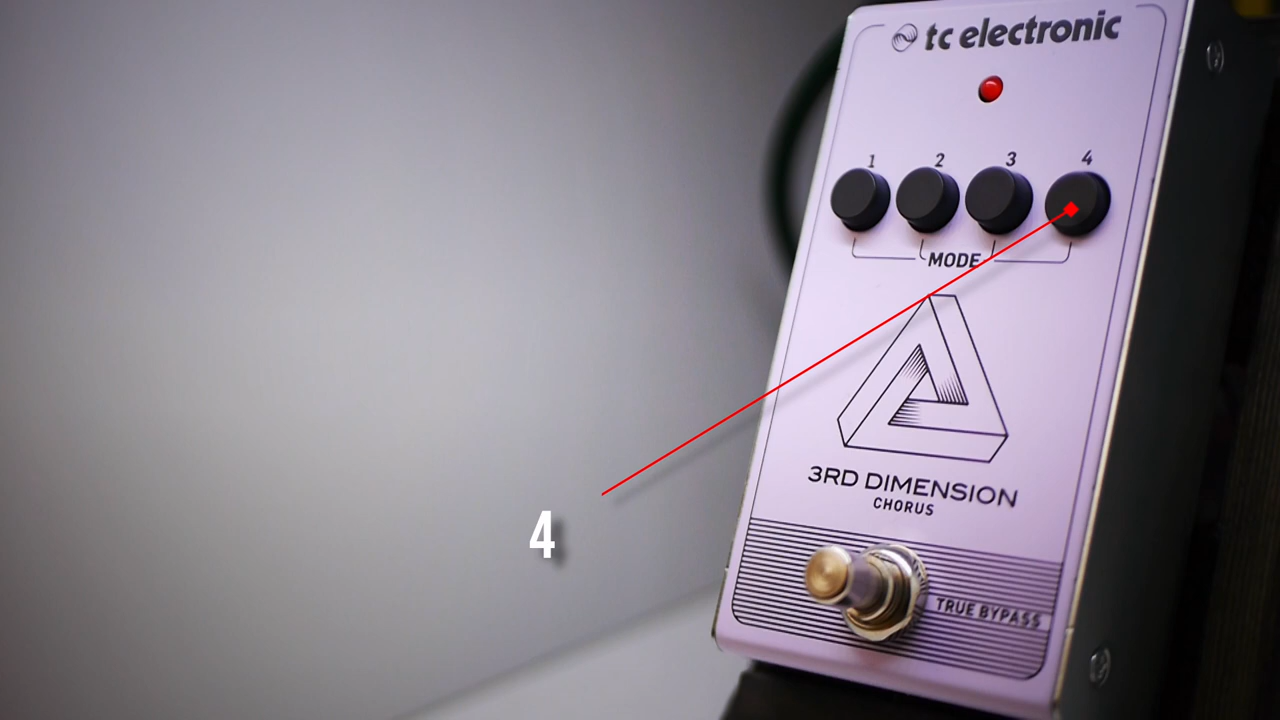 tc electronic
1 2 3 4
MODE
3RD DIMENSION
CHORUS
TRUE BYPASS
4